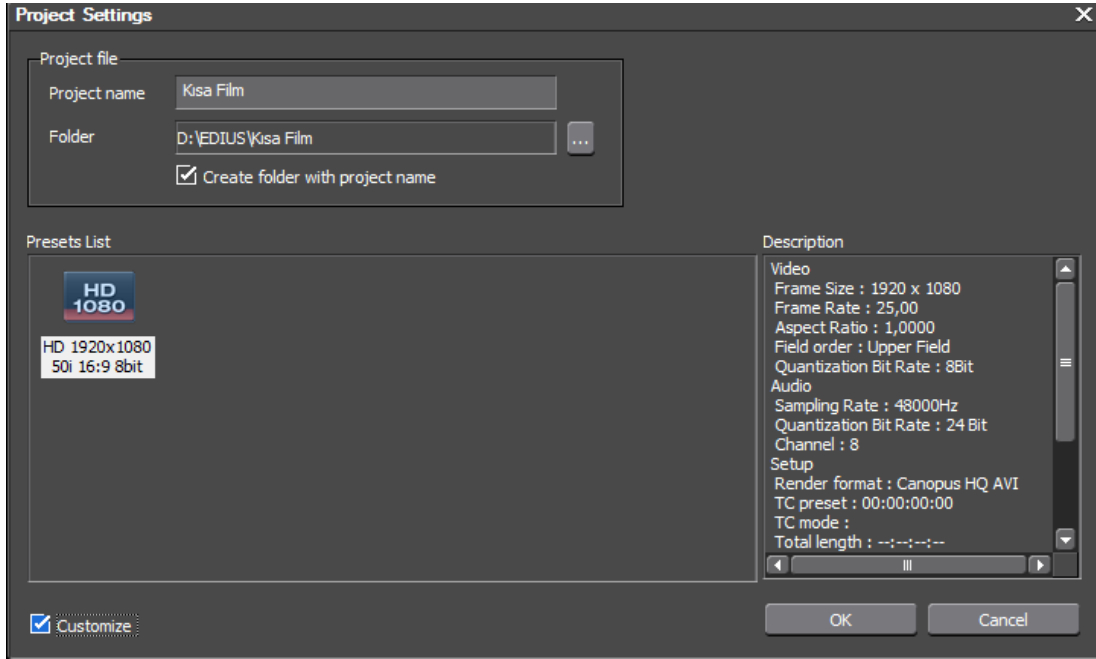 Project Settings
Project file
Project name
Kısa Film
Folder
D:\EDIUS\Kısa Film
...
Create folder with project name
Presets List
HD
1080
HD 1920x1080
50i 16:9 8bit
Description
Video
Frame Size : 1920 x 1080
Frame Rate : 25,00
Aspect Ratio : 1,0000
Field order : Upper Field
Quantization Bit Rate : 8Bit
Audio
Sampling Rate : 48000Hz
Quantization Bit Rate : 24 Bit
Channel : 8
Setup
Render format : Canopus HQ AVI
TC preset : 00:00:00:00
TC mode :
Total length : --:--:--:--
Customize
OK
Cancel